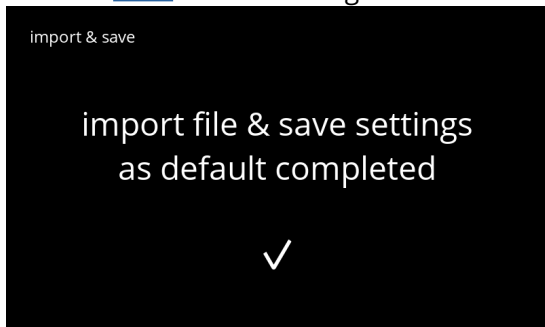 import & save
import file & save settings
as default completed